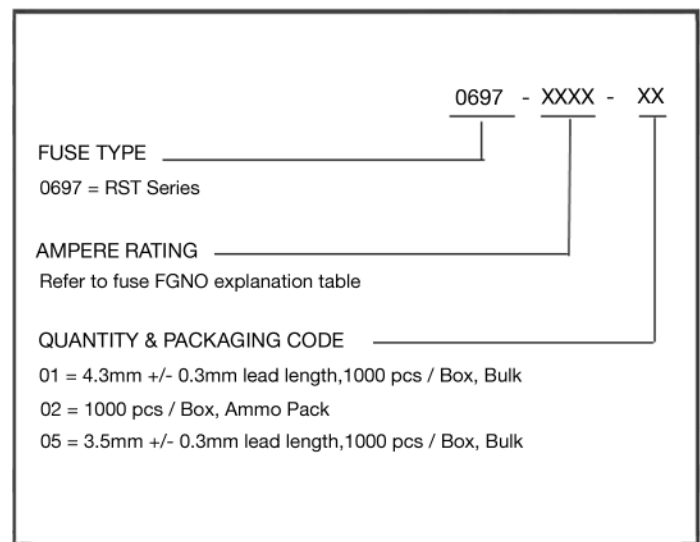 0697 - XXXX - XX
FUSE TYPE
0697 = RST Series
AMPERE RATING
Refer to fuse FGNO explanation table
QUANTITY & PACKAGING CODE
01 = 4.3mm +/- 0.3mm lead length,1000 pcs / Box, Bulk
02 = 1000 pcs / Box, Ammo Pack
05 = 3.5mm +/- 0.3mm lead length,1000 pcs / Box, Bulk